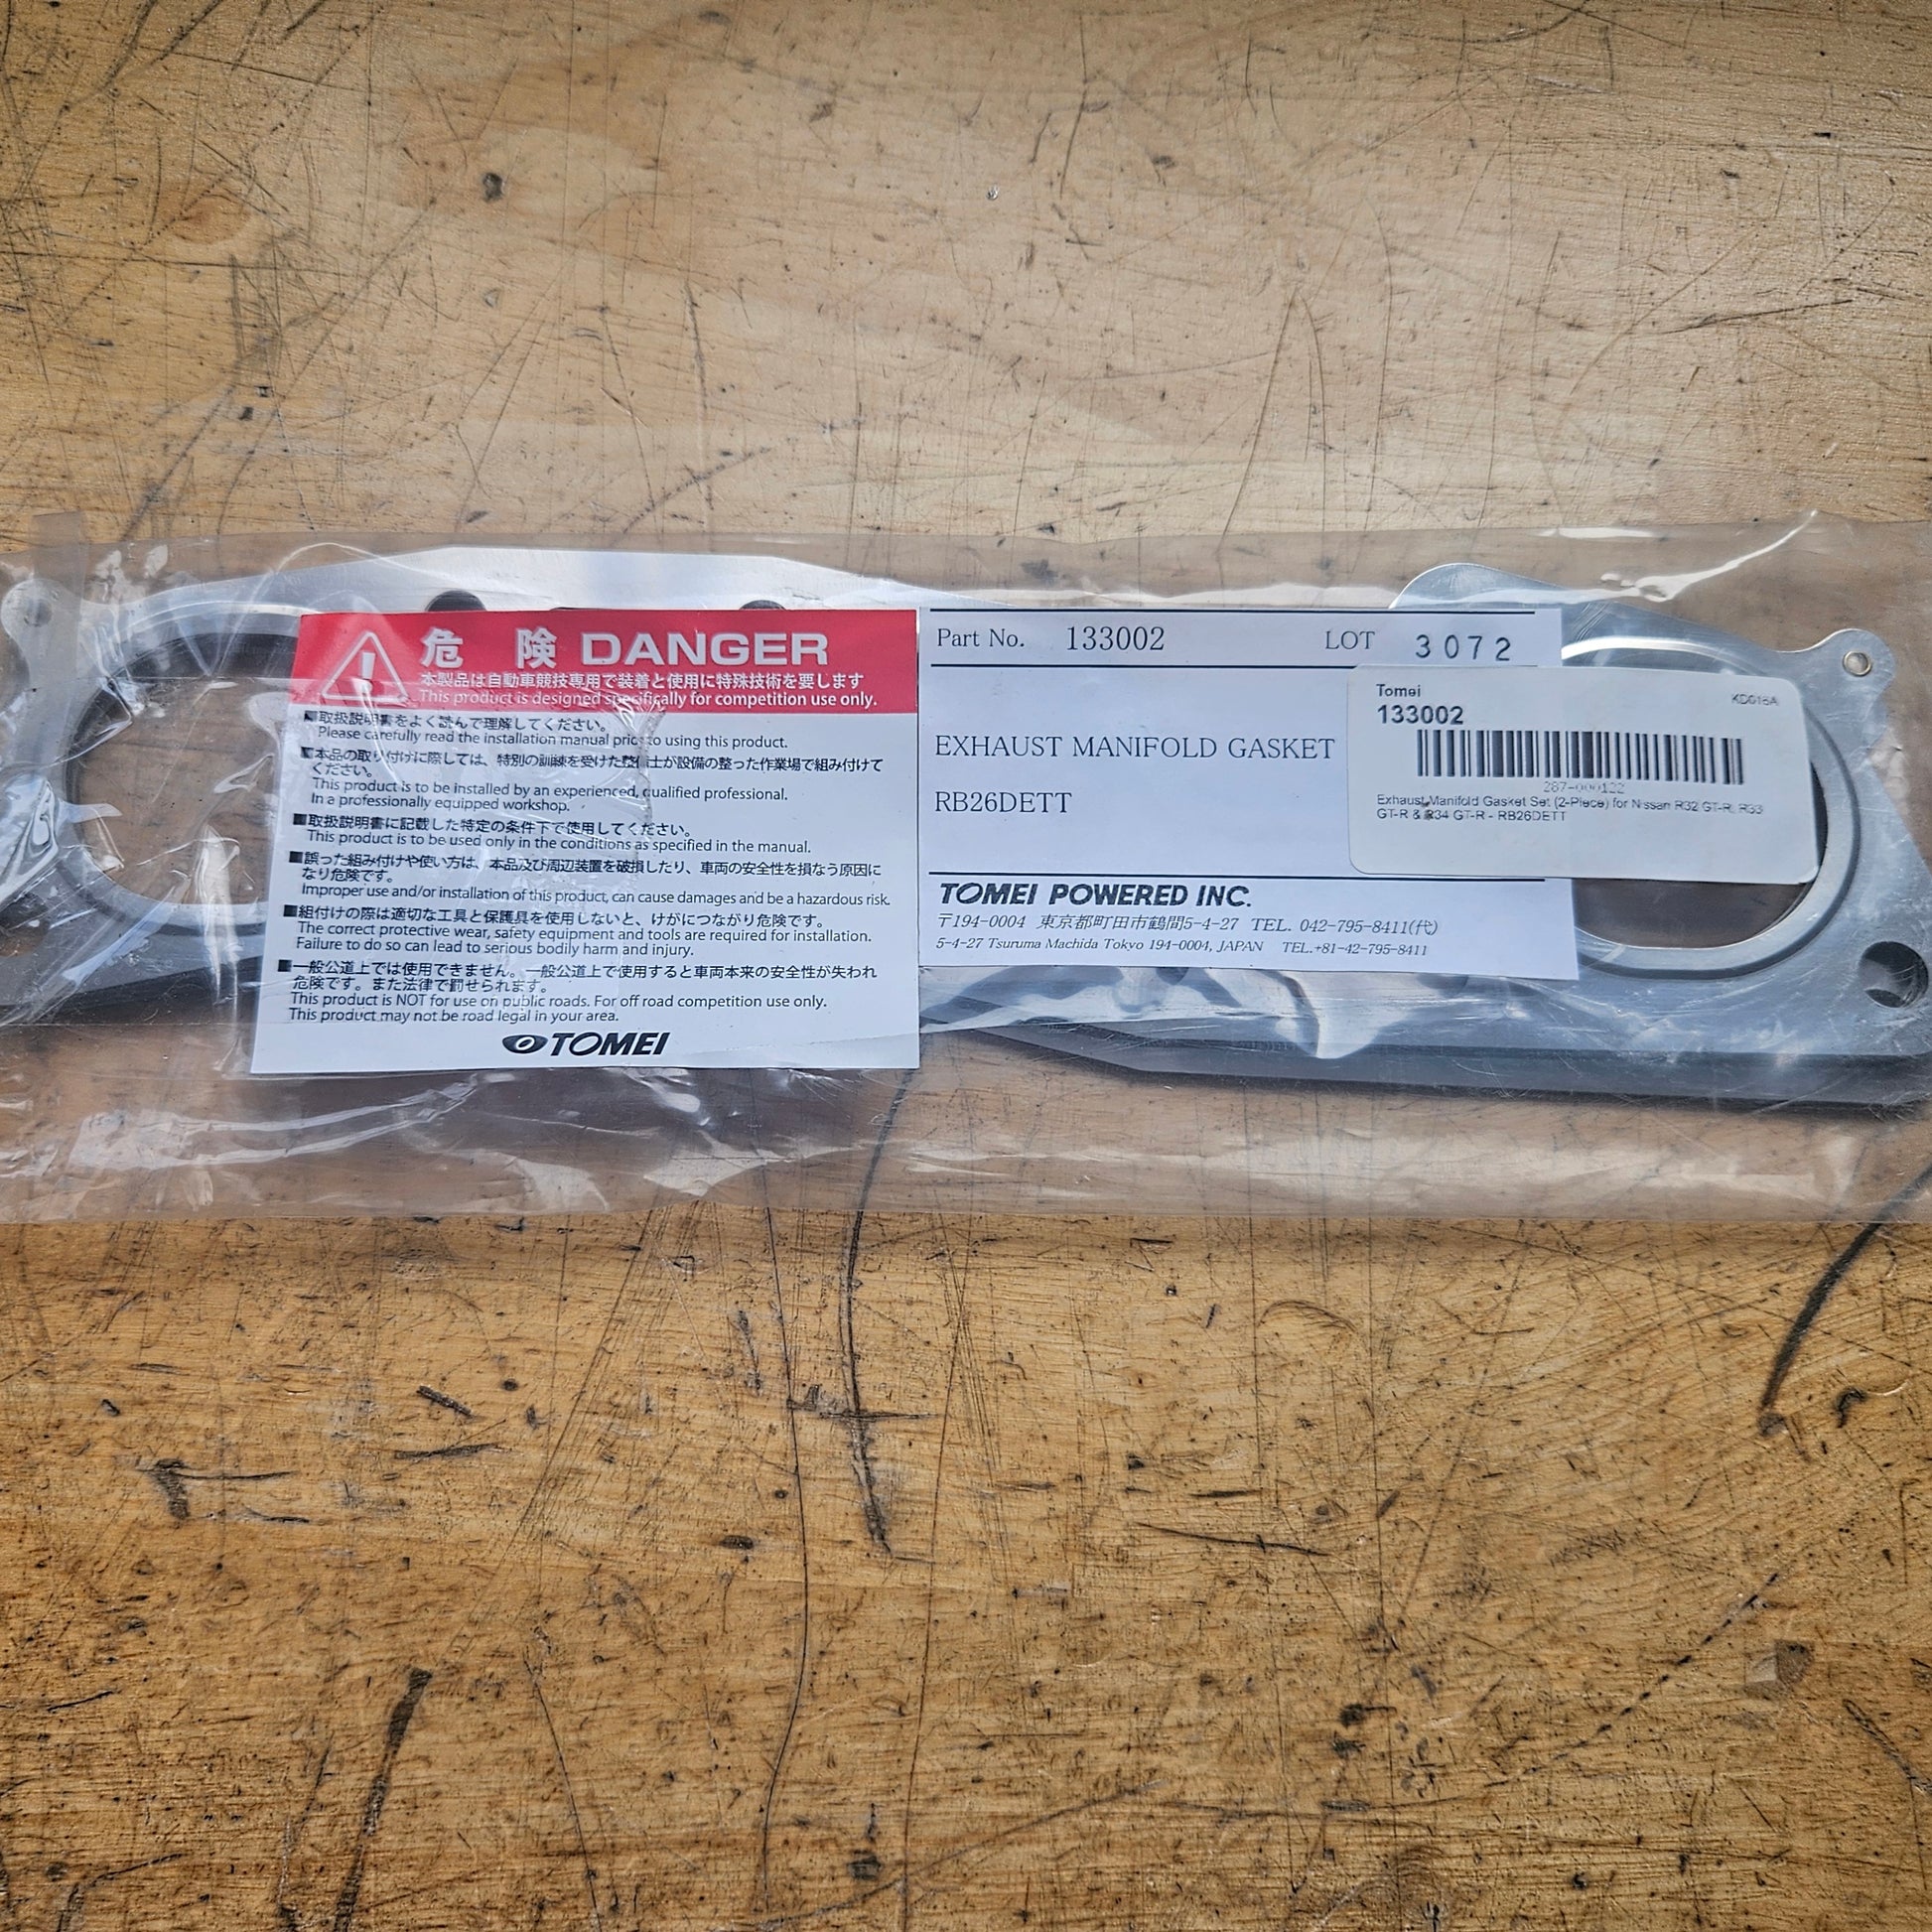 危 険 DANGER
本製品は自動車競技専用で装着と使用に特殊技術を要します
This product is designed specifically for competition use only.
■取扱説明書をよく読んで理解してください。
Please carefully read the installation manual prior to using this product.
■本品の取り付けに際しては、特別の訓練を受けた整備士が設備の整った作業場で組み付けて
ください。
This product is to be installed by an experienced, qualified professional.
In a professionally equipped workshop.
■取扱説明書に記載した特定の条件下で使用してください。
This product is to be used only in the conditions as specified in the manual.
■誤った組み付けや使い方は、本品及び周辺装置を破損したり、車両の安全性を損なう原因に
なり危険です。
Improper use and/or installation of this product, can cause damages and be a hazardous risk.
■組付けの際は適切な工具と保護具を使用しないと、けがにつながり危険です。
The correct protective wear, safety equipment and tools are required for installation.
Failure to do so can lead to serious bodily harm and injury.
■一般公道上では使用できません。一般公道上で使用すると車両本来の安全性が失われ
危険です。また法律で罰せられます。
This product is NOT for use on public roads. For off road competition use only.
This product may not be road legal in your area.
TOMEI
Part No. 133002 LOT 3072
EXHAUST MANIFOLD GASKET
RB26DETT
TOMEI POWERED INC.
〒194-0004 東京都町田市鶴間5-4-27 TEL. 042-795-8411(代)
5-4-27 Tsuruma Machida Tokyo 194-0004, JAPAN TEL.+81-42-795-8411
Tomei KD018A
133002
287-000122
Exhaust Manifold Gasket Set (2-Piece) for Nissan R32 GT-R, R33
GT-R & R34 GT-R - RB26DETT